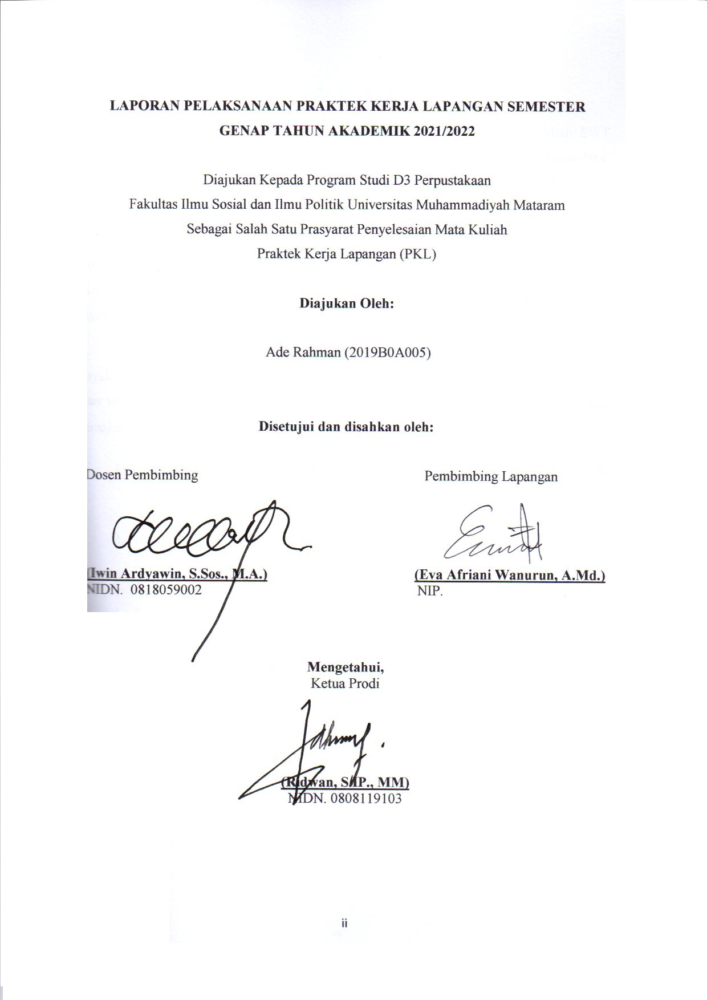 LAPORAN PELAKSANAAN PRAKTEK KERJA LAPANGAN SEMESTER
GENAP TAHUN AKADEMIK 2021/2022
Diajukan Kepada Program Studi D3 Perpustakaan
Fakultas Ilmu Sosial dan Ilmu Politik Universitas Muhammadiyah Mataram
Sebagai Salah Satu Prasyarat Penyelesaian Mata Kuliah
Praktek Kerja Lapangan (PKL)
Diajukan Oleh:
Ade Rahman (2019B0A005)
Disetujui dan disahkan oleh:
Dosen Pembimbing
Pembimbing Lapangan
(Iwin Ardyawin, S.Sos., M.A.)
NIDN. 0818059002
(Eva Afriani Wanurun, A.Md.)
NIP.
Mengetahui,
Ketua Prodi
(Ridwan, S.IP., MM)
NIDN. 0808119103
ii